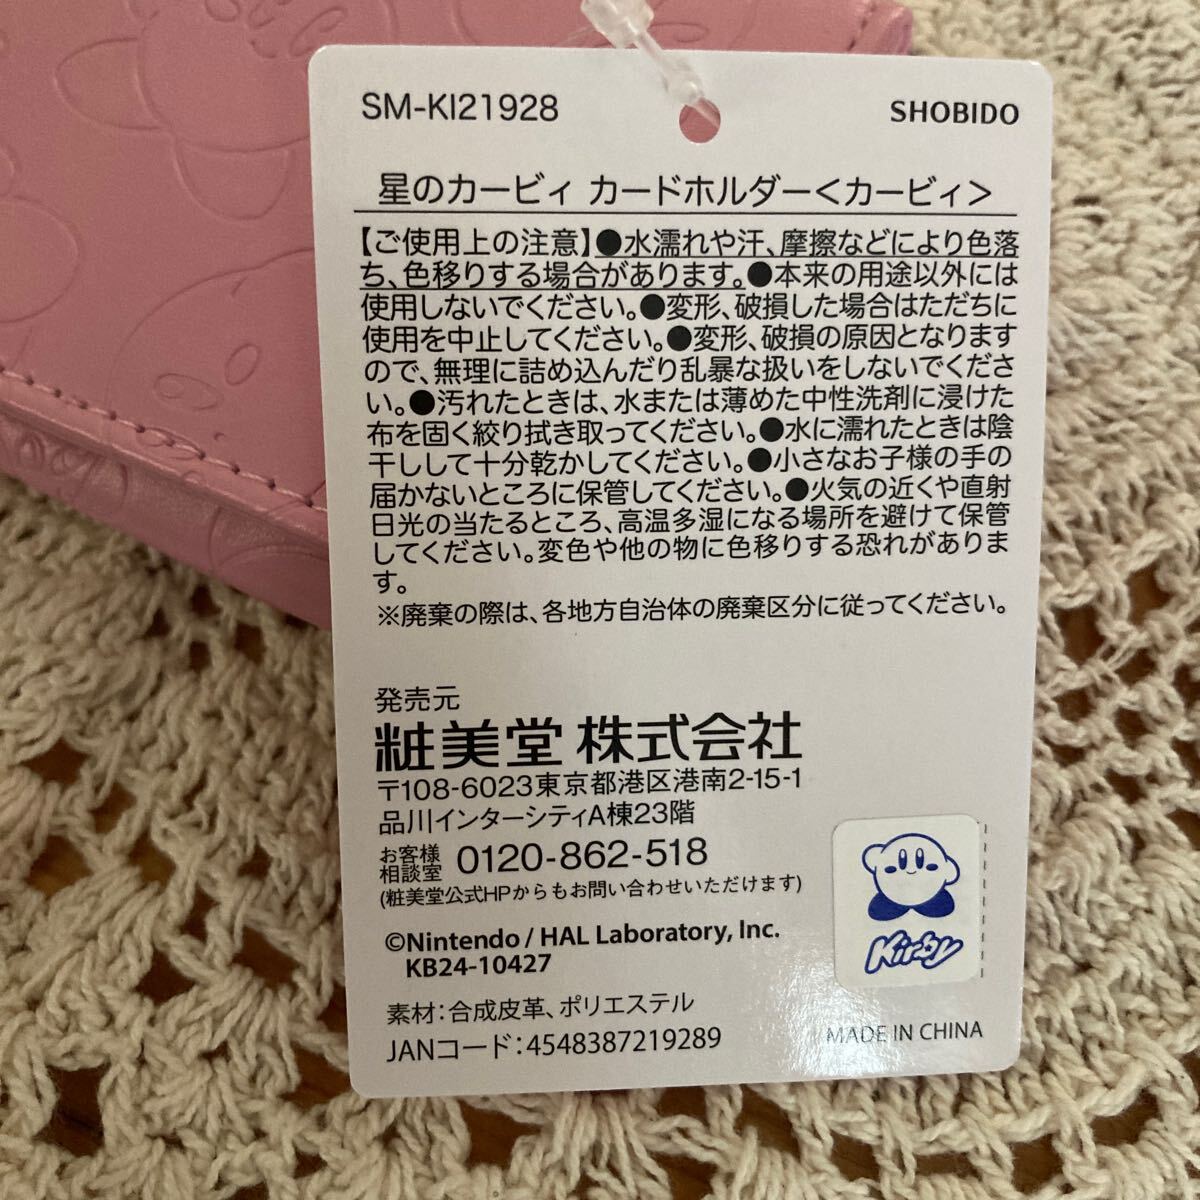 SM-KI21928
SHOBIDO
星のカービィ カードホルダー<カービィ>
【ご使用上の注意】●水濡れや汗、摩擦などにより色落
ち、色移りする場合があります。●本来の用途以外には
使用しないでください。●変形、破損した場合はただちに
使用を中止してください。●変形、破損の原因となります
ので、無理に詰め込んだり乱暴な扱いをしないでくださ
い。●汚れたときは、水または薄めた中性洗剤に浸けた
布を固く絞り拭き取ってください。●水に濡れたときは陰
干しして十分乾かしてください。●小さなお子様の手の
届かないところに保管してください。●火気の近くや直射
日光の当たるところ、高温多湿になる場所を避けて保管
してください。変色や他の物に色移りする恐れがありま
す。
※廃棄の際は、各地方自治体の廃棄区分に従ってください。
発売元
粧美堂 株式会社
〒108-6023東京都港区港南2-15-1
品川インターシティA棟23階
お客様相談室 0120-862-518
(粧美堂公式HPからもお問い合わせいただけます)
©Nintendo / HAL Laboratory, Inc.
KB24-10427
Kirby
素材：合成皮革、ポリエステル
JANコード：4548387219289
MADE IN CHINA